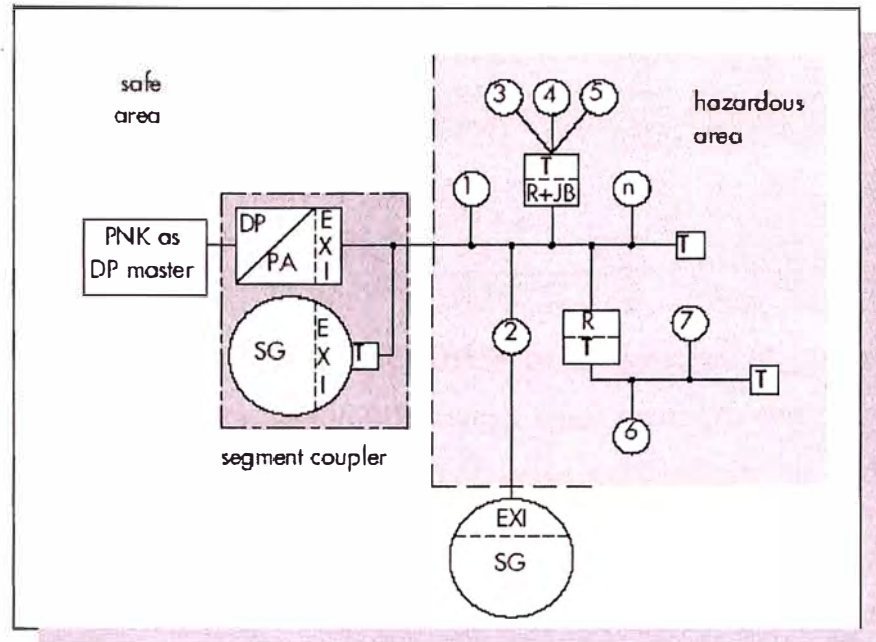 safe
area
hazardous
area
3
4
5
T
R+JB
1
n
PNK as
DP master
DP
PA
E
X
I
T
SG
E
X
I
T
segment coupler
2
R
T
7
T
6
EXI
SG